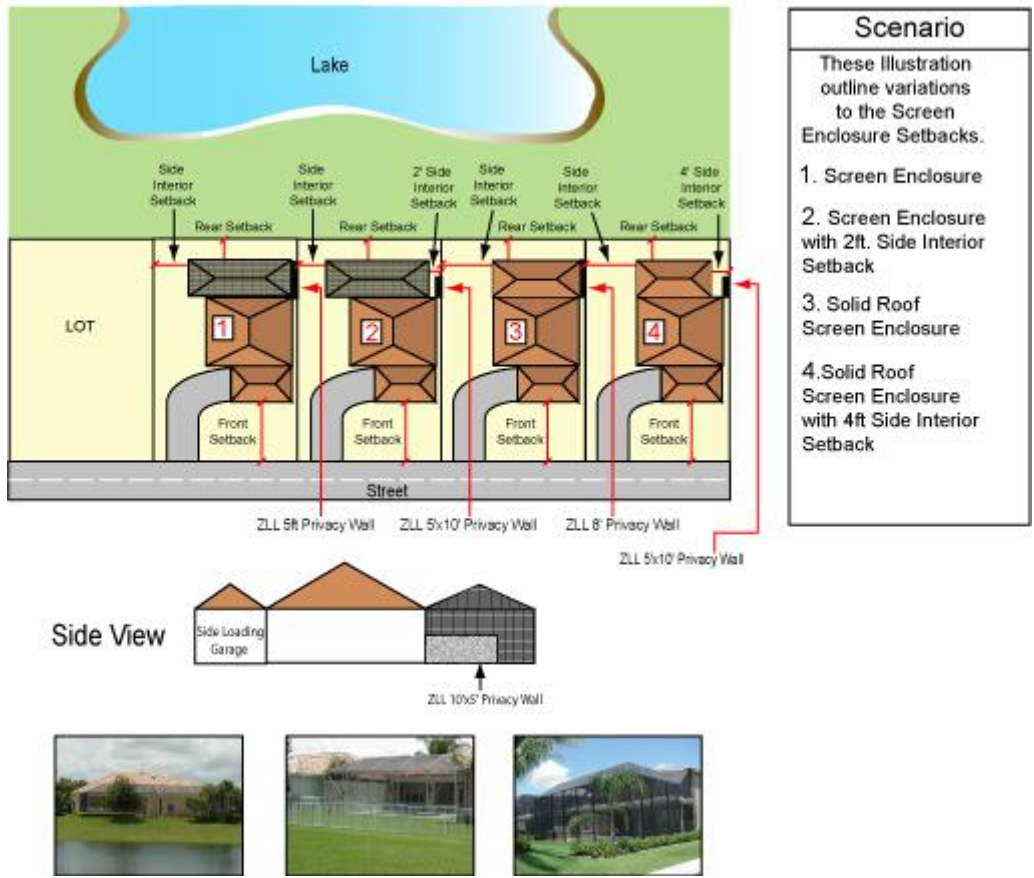 Lake
Side
Interior
Setback
Side
Interior
Setback
2' Side
Interior
Setback
Side
Interior
Setback
Side
Interior
Setback
4' Side
Interior
Setback
Rear Setback
Rear Setback
Rear Setback
Rear Setback
LOT
1
2
3
4
Front
Setback
Front
Setback
Front
Setback
Front
Setback
Street
ZLL 5ft Privacy Wall
ZLL 5'x10' Privacy Wall
ZLL 8' Privacy Wall
ZLL 5'x10' Privacy Wall
Scenario
These Illustration
outline variations
to the Screen
Enclosure Setbacks.
1. Screen Enclosure
2. Screen Enclosure
with 2ft. Side Interior
Setback
3. Solid Roof
Screen Enclosure
4.Solid Roof
Screen Enclosure
with 4ft Side Interior
Setback
Side View
Side Loading
Garage
ZLL 10'x5' Privacy Wall